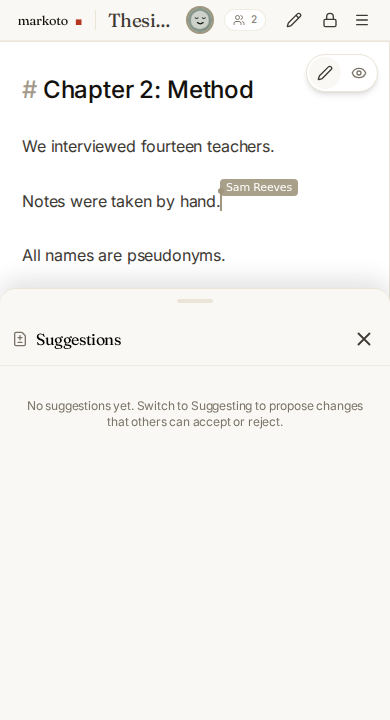 markoto
Thesi...
2
# Chapter 2: Method
We interviewed fourteen teachers.
Sam Reeves
Notes were taken by hand.
All names are pseudonyms.
Suggestions
No suggestions yet. Switch to Suggesting to propose changes
that others can accept or reject.